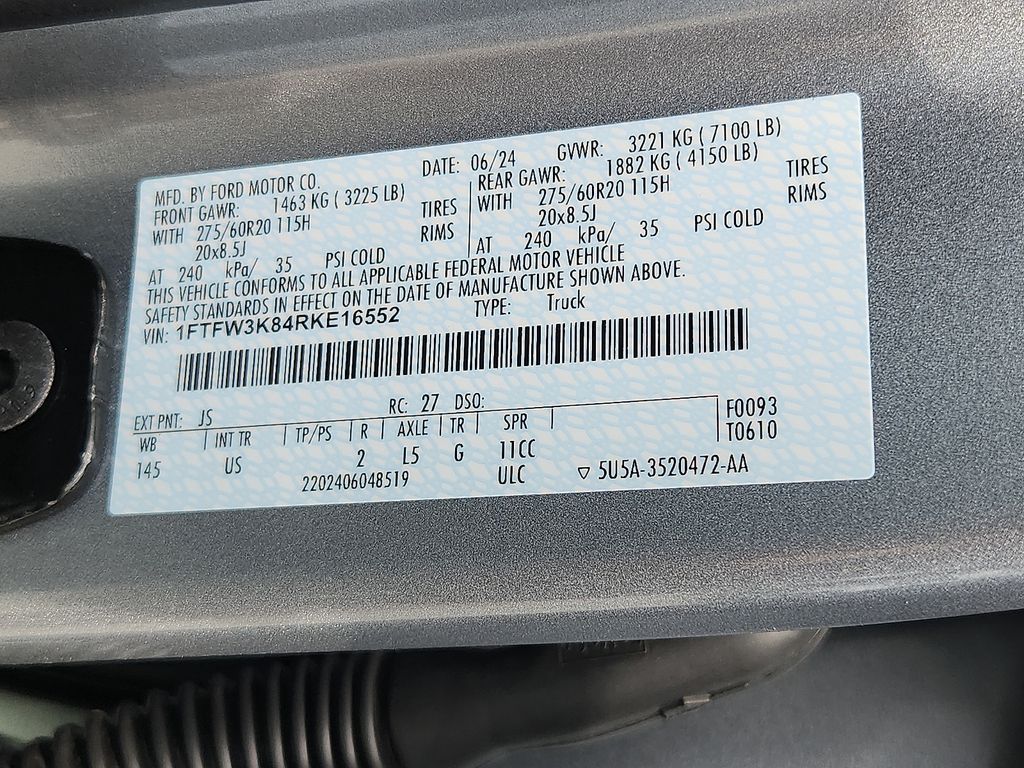 MFD. BY FORD MOTOR CO. DATE: 06/24 GVWR: 3221 KG ( 7100 LB)
FRONT GAWR: 1463 KG ( 3225 LB) REAR GAWR: 1882 KG ( 4150 LB)
WITH 275/60R20 115H TIRES WITH 275/60R20 115H TIRES
20x8.5J RIMS 20x8.5J RIMS
AT 240 kPa/ 35 PSI COLD AT 240 kPa/ 35 PSI COLD
THIS VEHICLE CONFORMS TO ALL APPLICABLE FEDERAL MOTOR VEHICLE
SAFETY STANDARDS IN EFFECT ON THE DATE OF MANUFACTURE SHOWN ABOVE.
VIN: 1FTFW3K84RKE16552 TYPE: Truck
EXT PNT: JS RC: 27 DSO:
WB INT TR TP/PS R AXLE TR SPR F0093
145 US 2 L5 G 11CC T0610
2202406048519 ULC ▽ 5U5A-3520472-AA